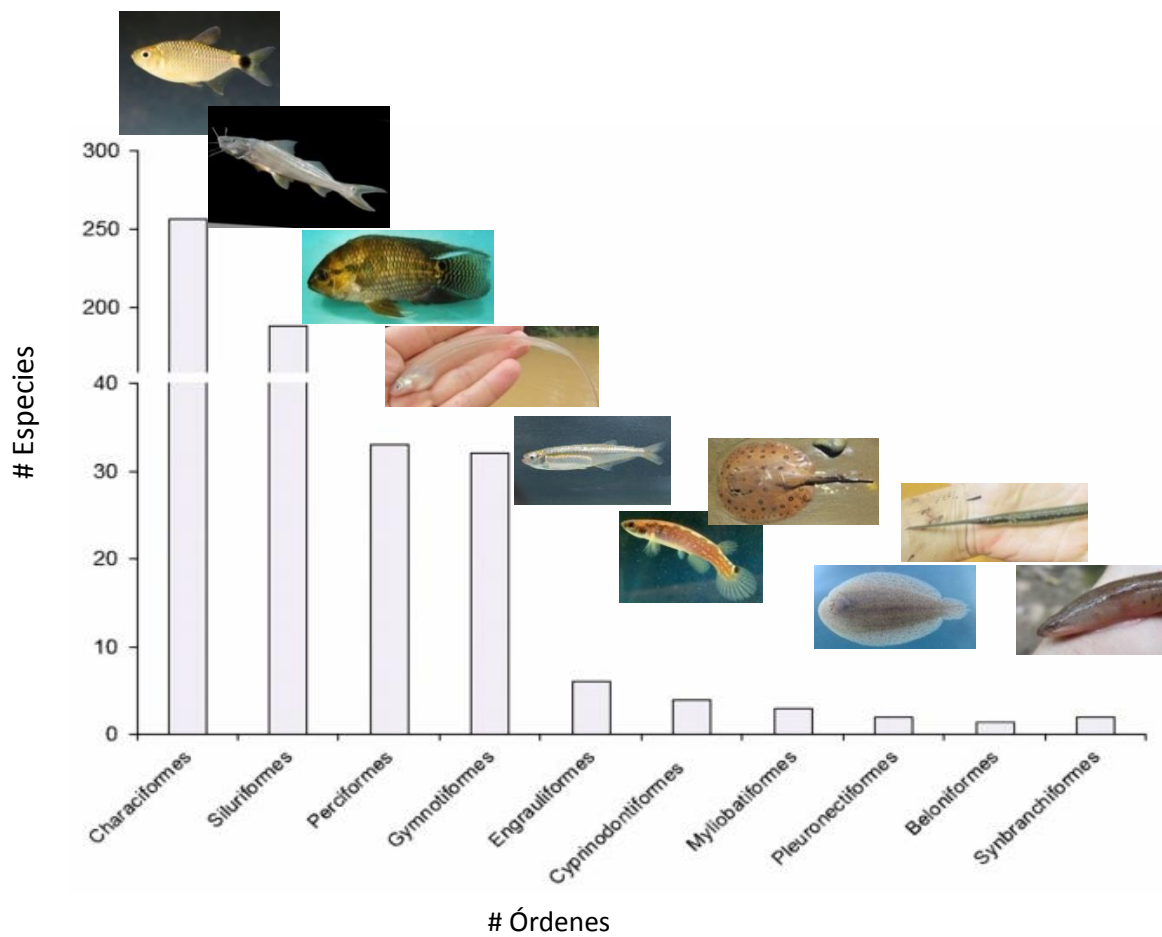 300
250
200
40
30
20
10
0
# Especies
Characiformes
Siluriformes
Perciformes
Gymnotiformes
Engrauliformes
Cyprinodontiformes
Myliobatiformes
Pleuronectiformes
Beloniformes
Synbranchiformes
# Órdenes